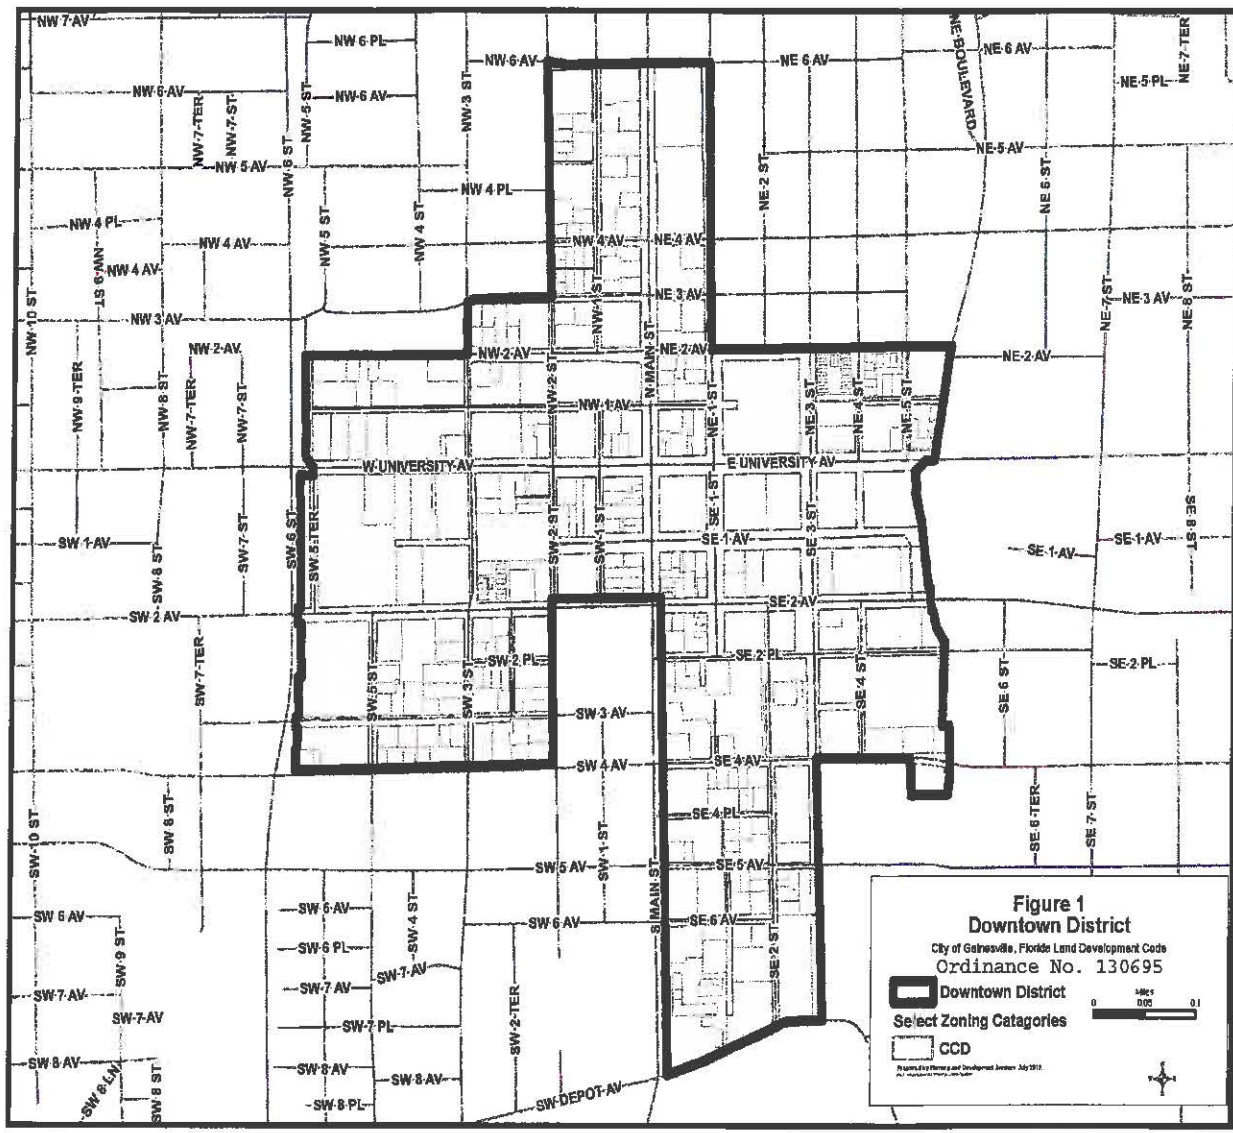 NW 7 AV
NW 6 PL
NW 6 AV
NE 6 AV
NE BOULEVARD
NE 6 AV
NE 7 TER
NE 5 PL
NW 6 AV
NW 6 AV
NW 7 TER
NW 7 ST
NW 5 ST
NW 3 ST
NW 6 ST
NW 5 AV
NE 5 AV
NE 2 ST
NE 5 ST
NW 4 PL
NW 4 PL
NW 5 ST
NW 4 ST
NW 4 AV
NW 4 AV
NE 4 AV
NW 4 AV
NW 9 ST
NW 10 ST
NW 1 ST
NE 3 AV
NE 7 ST
NE 3 AV
NE 8 ST
NW 3 AV
N MAIN ST
NW 2 AV
NW 2 AV
NW 2 ST
NE 2 AV
NE 2 AV
NW 9 TER
NW 8 ST
NW 7 TER
NW 7 ST
NW 1 AV
NE 1 ST
NE 3 ST
NE 4 ST
NE 5 ST
W UNIVERSITY AV
E UNIVERSITY AV
SW 6 ST
SW 5 TER
SW 2 ST
SW 1 ST
SE 1 ST
SE 3 ST
SE 8 ST
SW 1 AV
SW 8 ST
SW 7 ST
SE 1 AV
SE 1 AV
SE 1 AV
SW 2 AV
SE 2 AV
SW 7 TER
SW 5 ST
SW 3 ST
SW 2 PL
SE 2 PL
SE 4 ST
SE 6 ST
SE 2 PL
SW 3 AV
SW 4 AV
SE 4 AV
SW 10 ST
SW 8 ST
SW 1 ST
SE 4 PL
SE 6 TER
SE 7 ST
SW 5 AV
S MAIN ST
SE 5 AV
SW 6 AV
SW 9 ST
SW 6 AV
SW 4 ST
SW 6 AV
SE 6 AV
SE 2 ST
SW 6 PL
SW 7 AV
SW 7 AV
SW 7 AV
SW 7 AV
SW 7 PL
SW 2 TER
SW 8 AV
SW 8 LN
SW 8 ST
SW 8 AV
SW 8 AV
SW 8 PL
SW DEPOT AV
Figure 1
Downtown District
City of Gainesville, Florida Land Development Code
Ordinance No. 130695
Downtown District
Miles
0 0.05 0.1
Select Zoning Catagories
CCD